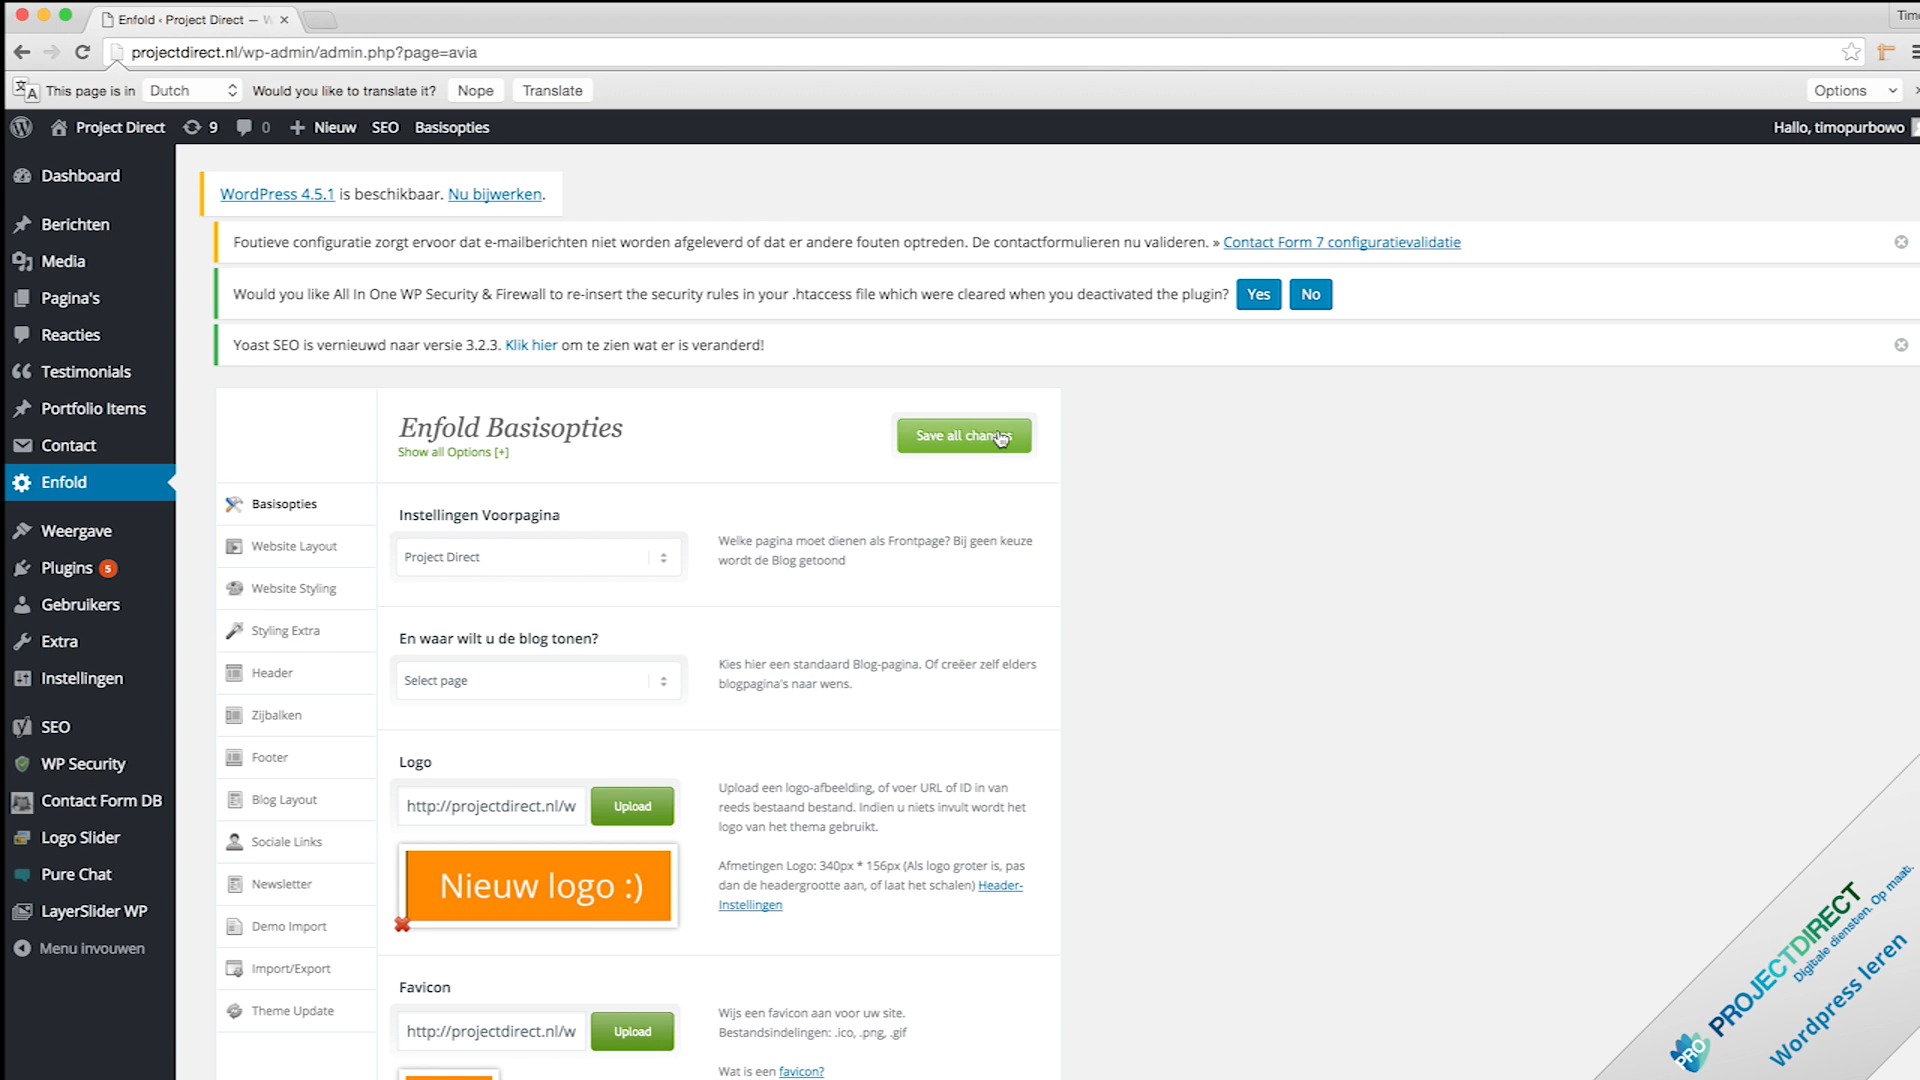 Enfold ‹ Project Direct — W
Time
projectdirect.nl/wp-admin/admin.php?page=avia
This page is in Dutch Would you like to translate it? Nope Translate Options
Project Direct 9 0 Nieuw SEO Basisopties Hallo, timopurbowo
Dashboard
Berichten
Media
Pagina's
Reacties
Testimonials
Portfolio Items
Contact
Enfold
Weergave
Plugins 5
Gebruikers
Extra
Instellingen
SEO
WP Security
Contact Form DB
Logo Slider
Pure Chat
LayerSlider WP
Menu invouwen
WordPress 4.5.1 is beschikbaar. Nu bijwerken.
Foutieve configuratie zorgt ervoor dat e-mailberichten niet worden afgeleverd of dat er andere fouten optreden. De contactformulieren nu valideren. » Contact Form 7 configuratievalidatie
Would you like All In One WP Security & Firewall to re-insert the security rules in your .htaccess file which were cleared when you deactivated the plugin? Yes No
Yoast SEO is vernieuwd naar versie 3.2.3. Klik hier om te zien wat er is veranderd!
Enfold Basisopties
Show all Options [+]
Save all changes
Basisopties
Website Layout
Website Styling
Styling Extra
Header
Zijbalken
Footer
Blog Layout
Sociale Links
Newsletter
Demo Import
Import/Export
Theme Update
Instellingen Voorpagina
Project Direct
Welke pagina moet dienen als Frontpage? Bij geen keuze
wordt de Blog getoond
En waar wilt u de blog tonen?
Select page
Kies hier een standaard Blog-pagina. Of creëer zelf elders
blogpagina's naar wens.
Logo
http://projectdirect.nl/w Upload
Nieuw logo :)
Upload een logo-afbeelding, of voer URL of ID in van
reeds bestaand bestand. Indien u niets invult wordt het
logo van het thema gebruikt.
Afmetingen Logo: 340px * 156px (Als logo groter is, pas
dan de headergrootte aan, of laat het schalen) Header-
Instellingen
Favicon
http://projectdirect.nl/w Upload
Wijs een favicon aan voor uw site.
Bestandsindelingen: .ico, .png, .gif
Wat is een favicon?
PRO PROJECTDIRECT
Digitale diensten. Op maat.
Wordpress leren